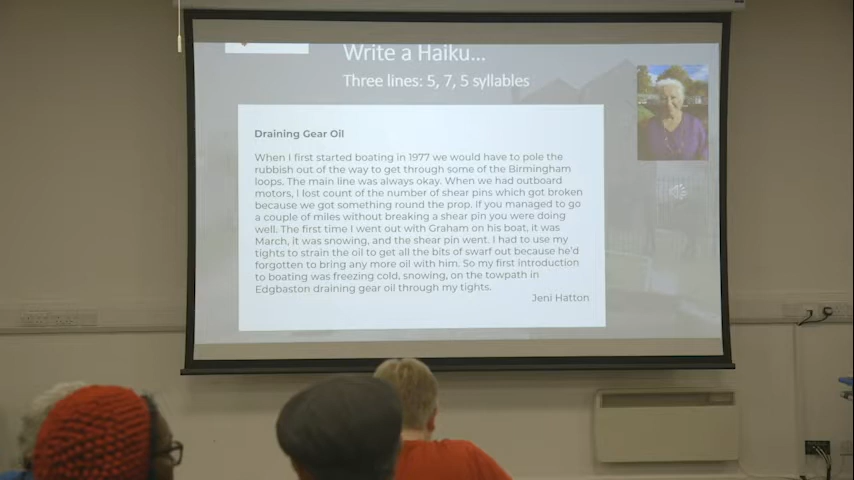 Write a Haiku...
Three lines: 5, 7, 5 syllables
Draining Gear Oil
When I first started boating in 1977 we would have to pole the
rubbish out of the way to get through some of the Birmingham
loops. The main line was always okay. When we had outboard
motors, I lost count of the number of shear pins which got broken
because we got something round the prop. If you managed to go
a couple of miles without breaking a shear pin you were doing
well. The first time I went out with Graham on his boat, it was
March, it was snowing, and the shear pin went. I had to use my
tights to strain the oil to get all the bits of swarf out because he'd
forgotten to bring any more oil with him. So my first introduction
to boating was freezing cold, snowing, on the towpath in
Edgbaston draining gear oil through my tights.
Jeni Hatton